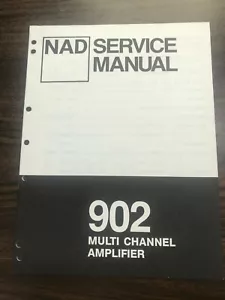 NAD SERVICE
MANUAL
902
MULTI CHANNEL
AMPLIFIER